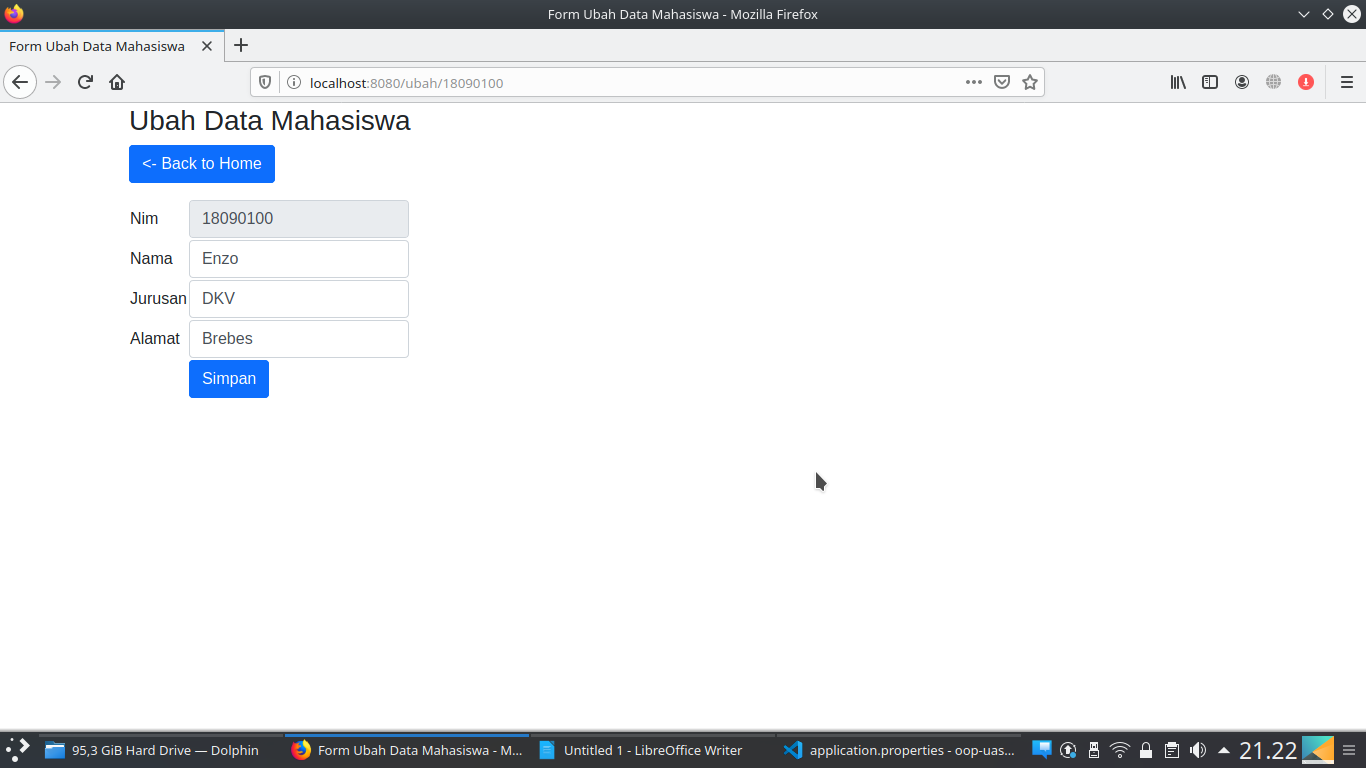 Form Ubah Data Mahasiswa - Mozilla Firefox
Form Ubah Data Mahasiswa
localhost:8080/ubah/18090100
Ubah Data Mahasiswa
<- Back to Home
Nim 18090100
Nama Enzo
Jurusan DKV
Alamat Brebes
Simpan
95,3 GiB Hard Drive — Dolphin Form Ubah Data Mahasiswa - M... Untitled 1 - LibreOffice Writer application.properties - oop-uas... 21.22